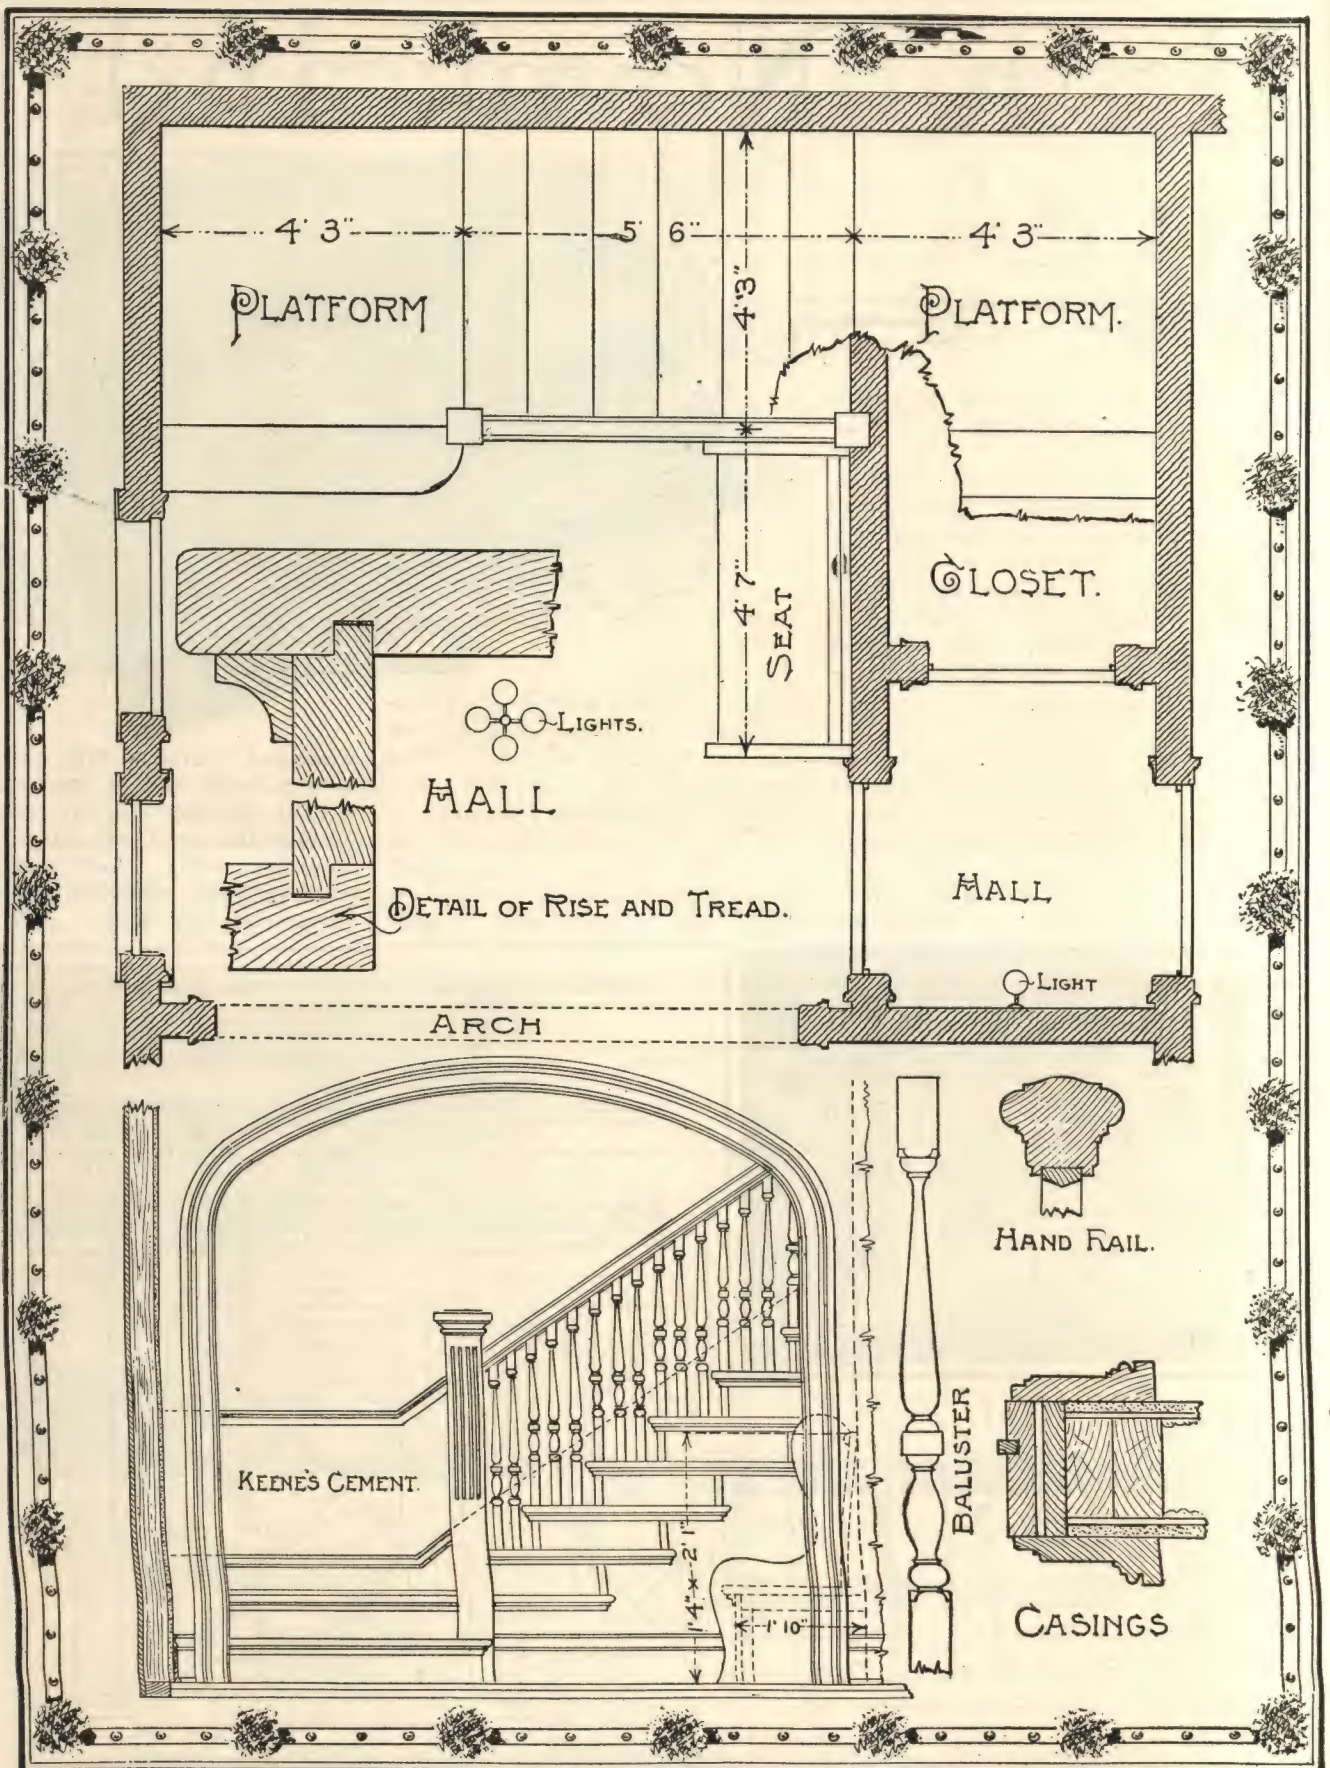 4' 3"
5' 6"
4' 3"
4' 3"
PLATFORM
PLATFORM.
CLOSET.
4' 7"
SEAT
LIGHTS.
HALL
HALL
DETAIL OF RISE AND TREAD.
LIGHT
ARCH
HAND RAIL.
BALUSTER
KEENE'S CEMENT.
1' 4" x 2' 1"
1' 10"
CASINGS